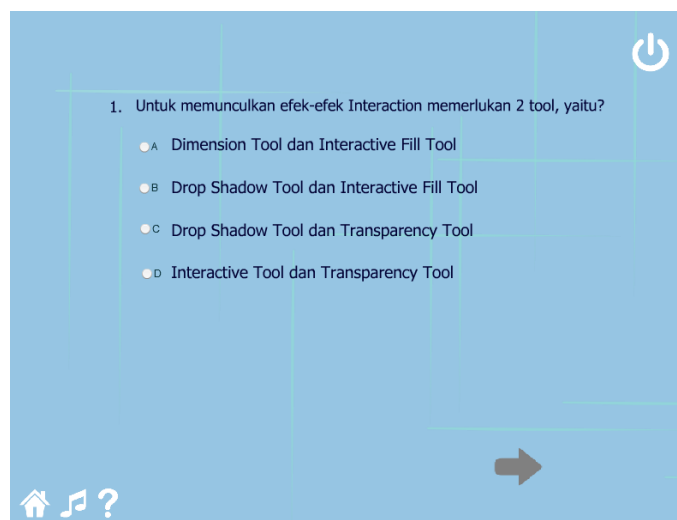 1. Untuk memunculkan efek-efek Interaction memerlukan 2 tool, yaitu?
A Dimension Tool dan Interactive Fill Tool
B Drop Shadow Tool dan Interactive Fill Tool
C Drop Shadow Tool dan Transparency Tool
D Interactive Tool dan Transparency Tool
?